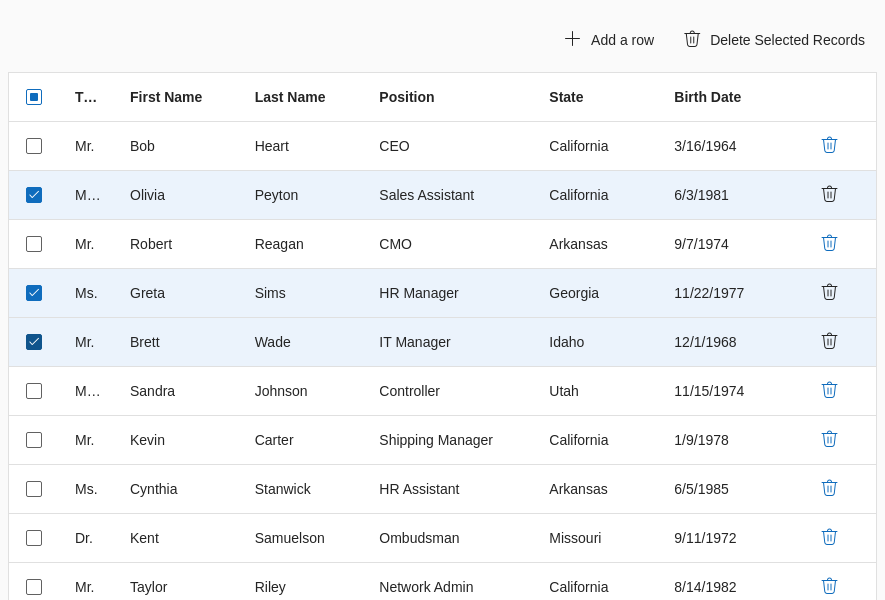 Add a row Delete Selected Records
T... First Name Last Name Position State Birth Date
Mr. Bob Heart CEO California 3/16/1964
M... Olivia Peyton Sales Assistant California 6/3/1981
Mr. Robert Reagan CMO Arkansas 9/7/1974
Ms. Greta Sims HR Manager Georgia 11/22/1977
Mr. Brett Wade IT Manager Idaho 12/1/1968
M... Sandra Johnson Controller Utah 11/15/1974
Mr. Kevin Carter Shipping Manager California 1/9/1978
Ms. Cynthia Stanwick HR Assistant Arkansas 6/5/1985
Dr. Kent Samuelson Ombudsman Missouri 9/11/1972
Mr. Taylor Riley Network Admin California 8/14/1982